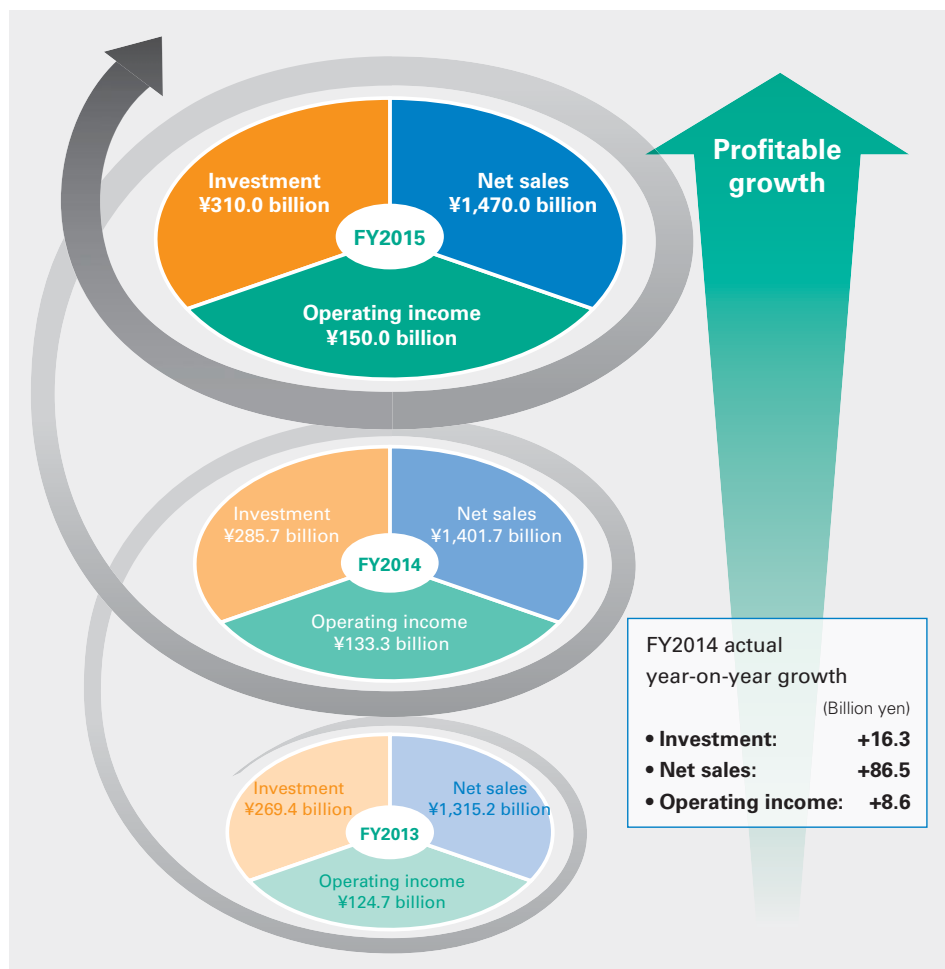 Profitable
growth
Investment
¥310.0 billion
Net sales
¥1,470.0 billion
FY2015
Operating income
¥150.0 billion
Investment
¥285.7 billion
Net sales
¥1,401.7 billion
FY2014
Operating income
¥133.3 billion
FY2014 actual
year-on-year growth
(Billion yen)
• Investment: +16.3
• Net sales: +86.5
• Operating income: +8.6
Investment
¥269.4 billion
Net sales
¥1,315.2 billion
FY2013
Operating income
¥124.7 billion